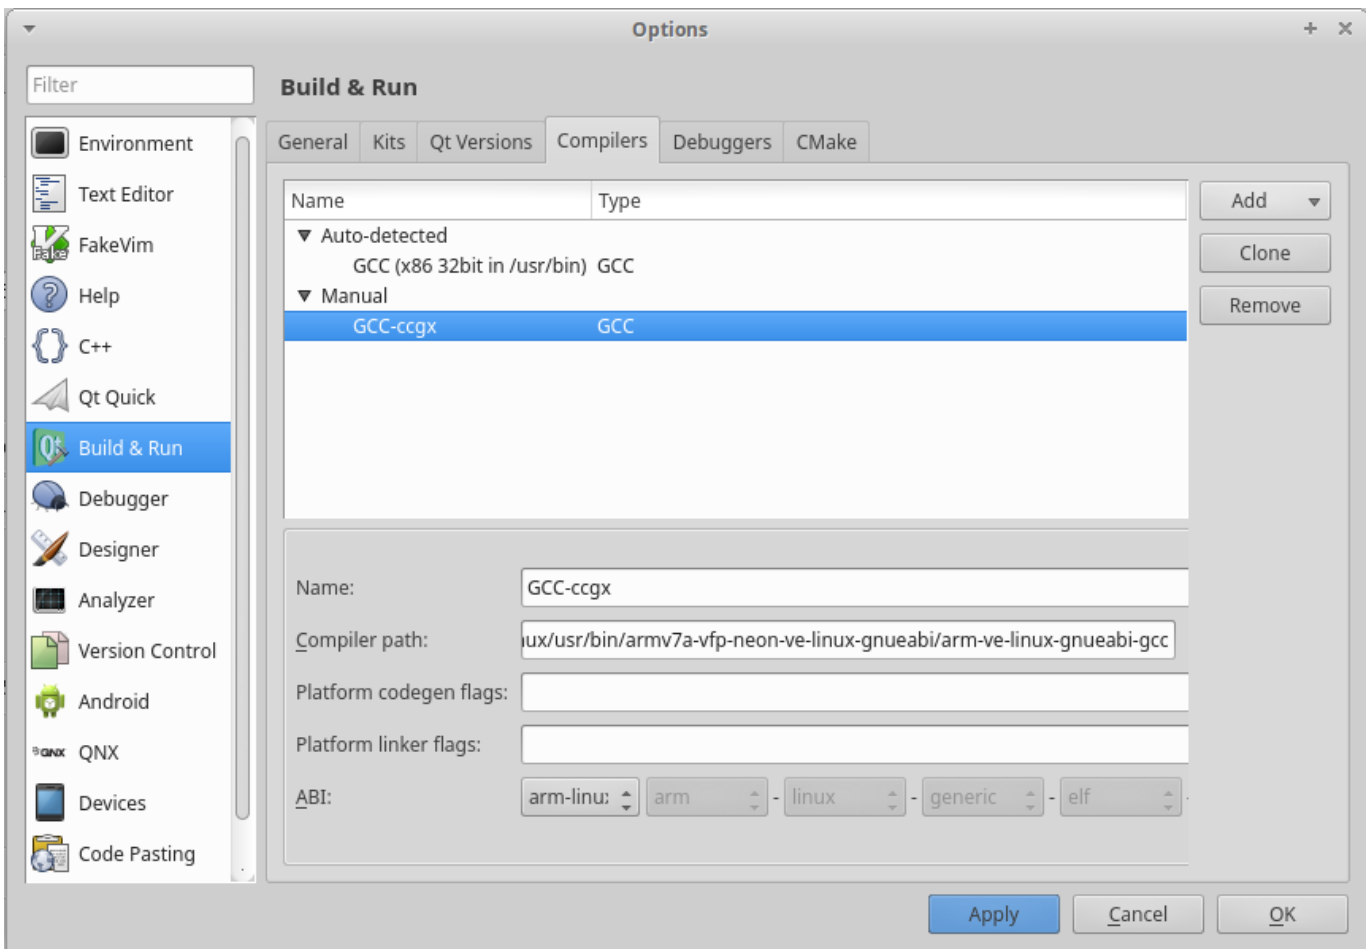 Options
Filter
Build & Run
Environment
Text Editor
FakeVim
Help
C++
Qt Quick
Build & Run
Debugger
Designer
Analyzer
Version Control
Android
QNX
Devices
Code Pasting
General Kits Qt Versions Compilers Debuggers CMake
Name Type
Auto-detected
GCC (x86 32bit in /usr/bin) GCC
Manual
GCC-ccgx GCC
Add
Clone
Remove
Name: GCC-ccgx
Compiler path: ux/usr/bin/armv7a-vfp-neon-ve-linux-gnueabi/arm-ve-linux-gnueabi-gcc
Platform codegen flags:
Platform linker flags:
ABI: arm-linu arm - linux - generic - elf -
Apply Cancel OK